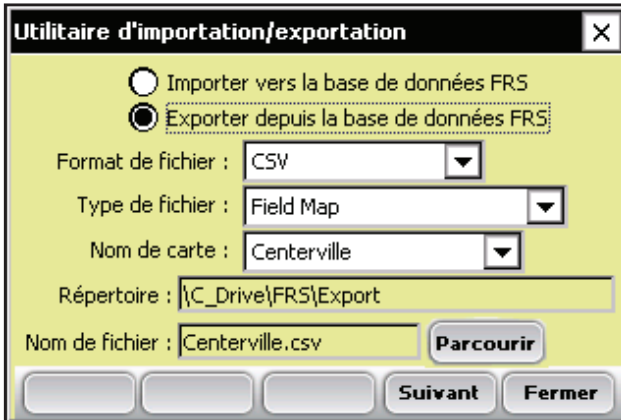 Utilitaire d'importation/exportation
Importer vers la base de données FRS
Exporter depuis la base de données FRS
Format de fichier : CSV
Type de fichier : Field Map
Nom de carte : Centerville
Répertoire : \C_Drive\FRS\Export
Nom de fichier : Centerville.csv Parcourir
Suivant Fermer